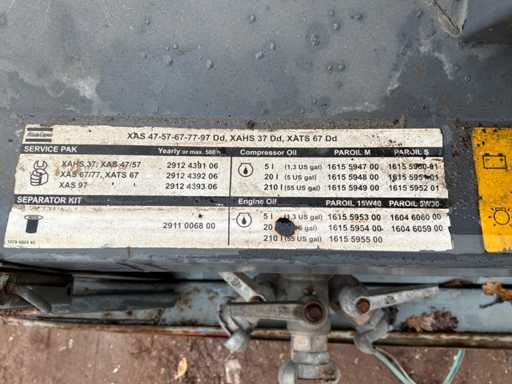 Atlas Copco
XAS 47-57-67-77-97 Dd, XAHS 37 Dd, XATS 67 Dd
SERVICE PAK Yearly or max. 500 h Compressor Oil PAROIL M PAROIL S
XAHS 37; XAS 47/57 2912 4391 06 5 l (1,3 US gal) 1615 5947 00
XAS 67/77, XATS 67 2912 4392 06 20 l (5 US gal) 1615 5948 00
XAS 97 2912 4393 06 210 l (55 US gal) 1615 5949 00 1615 5952 01
SEPARATOR KIT Engine Oil PAROIL 15W40 PAROIL 5W30
2911 0068 00 5 l (1,3 US gal) 1615 5953 00 1604 6060 00
20 US gal) 1615 5954 00 1604 6059 00
210 l (55 US gal) 1615 5955 00